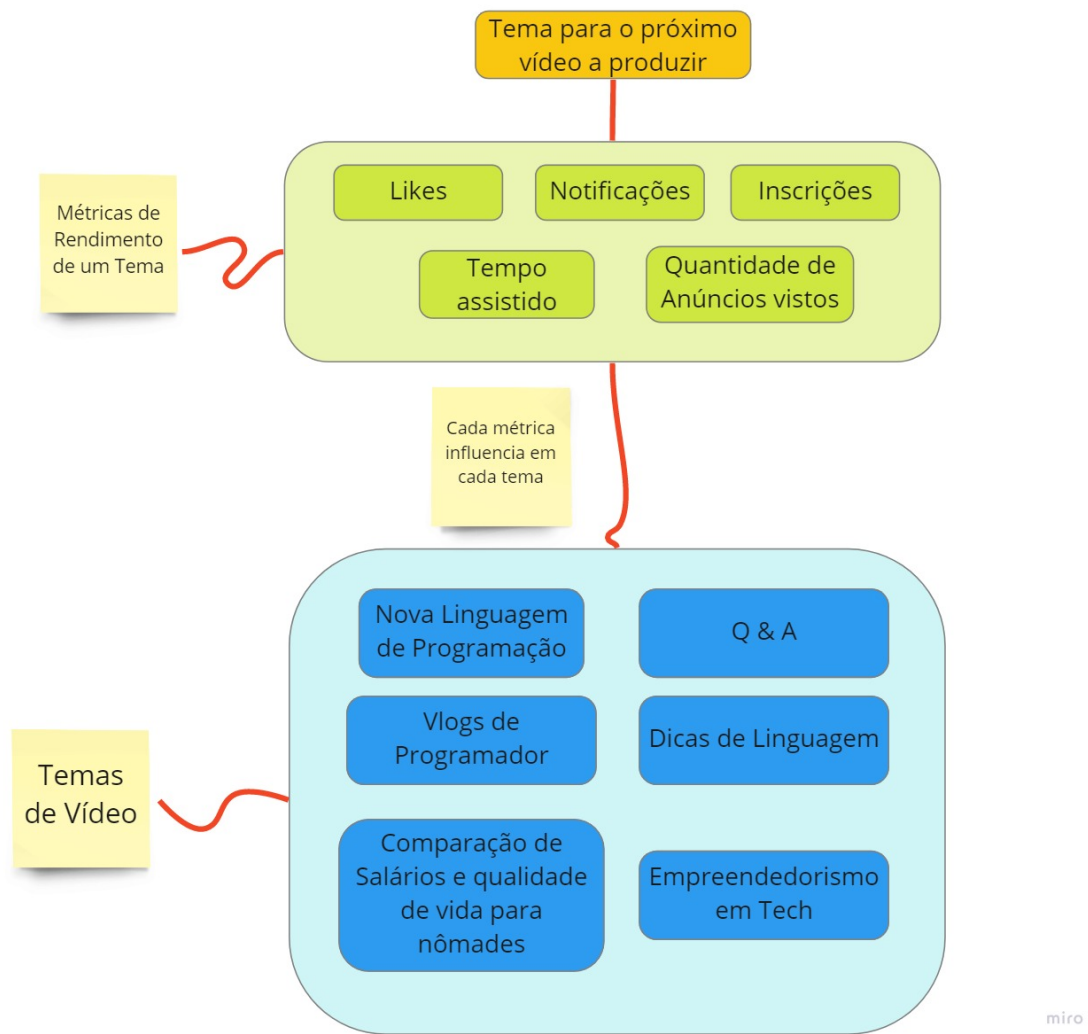 Tema para o próximo
vídeo a produzir
Likes
Notificações
Inscrições
Métricas de
Rendimento
de um Tema
Tempo
assistido
Quantidade de
Anúncios vistos
Cada métrica
influencia em
cada tema
Nova Linguagem
de Programação
Q & A
Vlogs de
Programador
Dicas de Linguagem
Temas
de Vídeo
Comparação de
Salários e qualidade
de vida para
nômades
Empreendedorismo
em Tech
miro